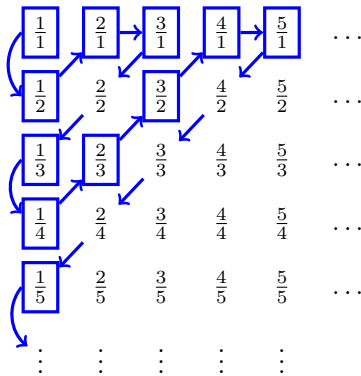 1/1 2/1 3/1 4/1 5/1 ...
1/2 2/2 3/2 4/2 5/2 ...
1/3 2/3 3/3 4/3 5/3 ...
1/4 2/4 3/4 4/4 5/4 ...
1/5 2/5 3/5 4/5 5/5 ...
⋮ ⋮ ⋮ ⋮ ⋮